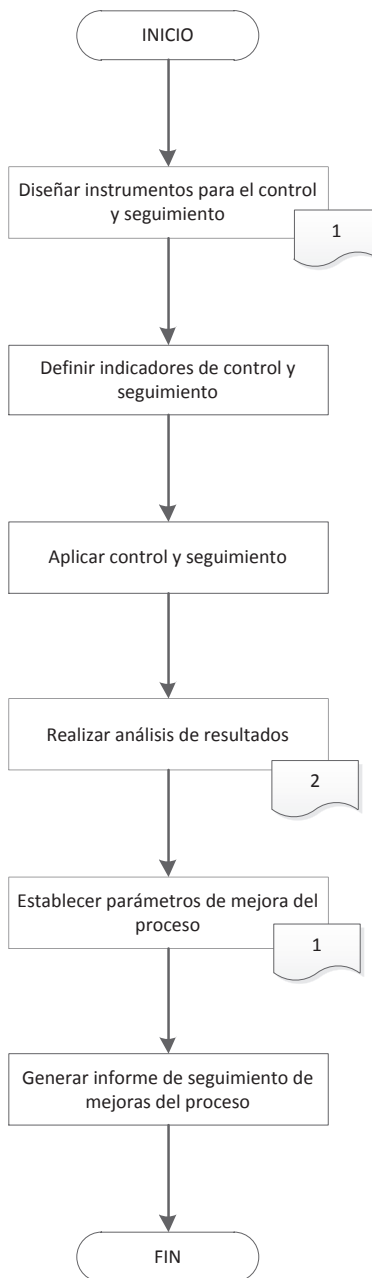 INICIO
Diseñar instrumentos para el control
y seguimiento
1
Definir indicadores de control y
seguimiento
Aplicar control y seguimiento
Realizar análisis de resultados
2
Establecer parámetros de mejora del
proceso
1
Generar informe de seguimiento de
mejoras del proceso
FIN